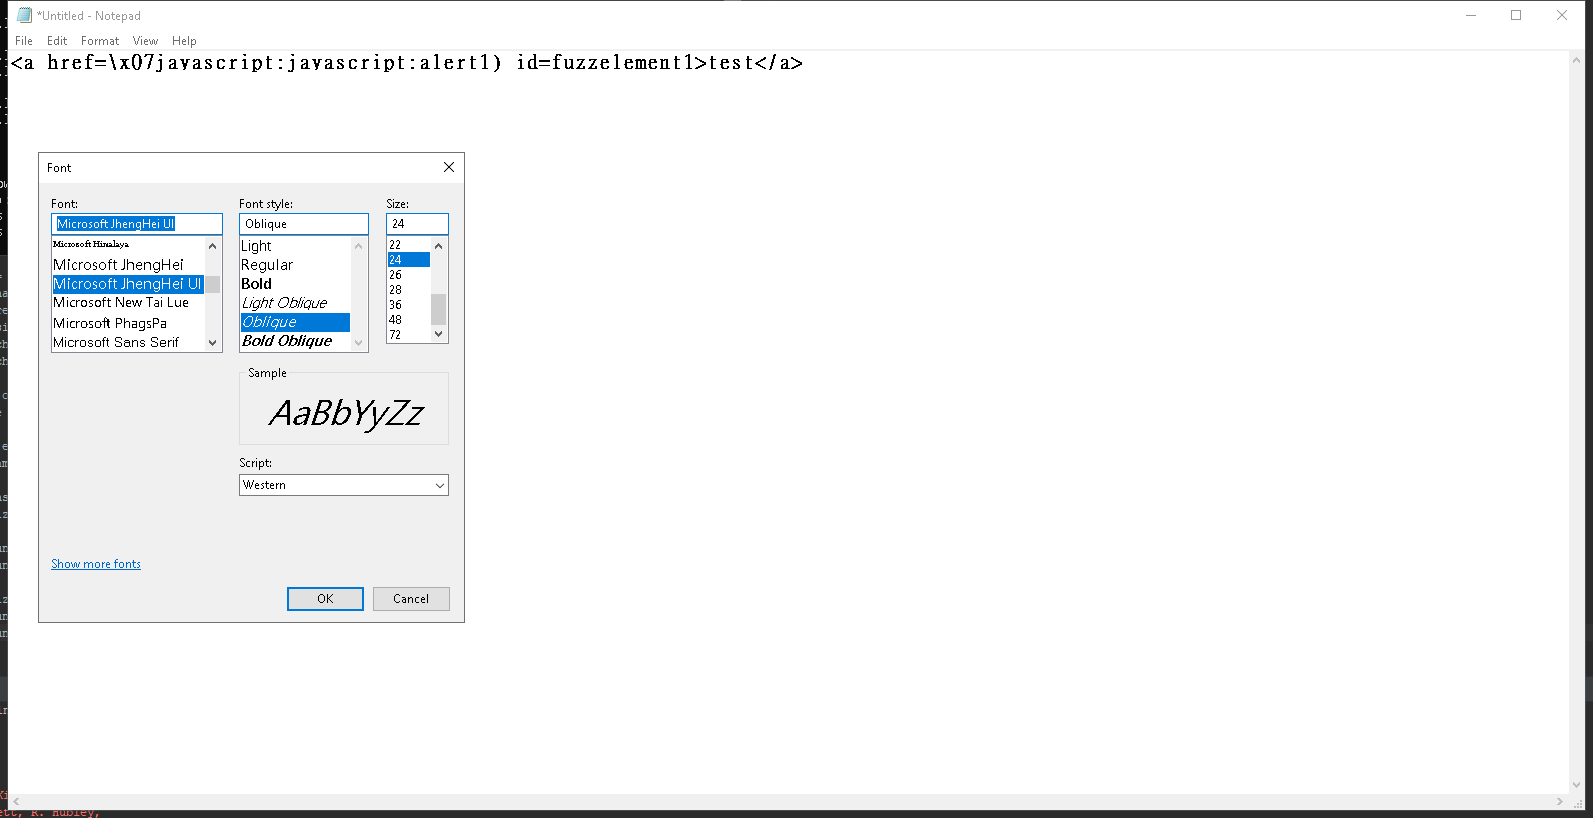 *Untitled - Notepad
File Edit Format View Help
<a href=\x07javascript:javascript:alert1) id=fuzzelement1>test</a>
Font
Font: Font style: Size:
Microsoft JhengHei UI Oblique 24
Microsoft Himalaya Light 22
Microsoft JhengHei Regular 24
Microsoft JhengHei UI Bold 26
Microsoft New Tai Lue Light Oblique 28
Microsoft PhagsPa Oblique 36
Microsoft Sans Serif Bold Oblique 48
72
Sample
AaBbYyZz
Script:
Western
Show more fonts
OK Cancel
R. Hubley,